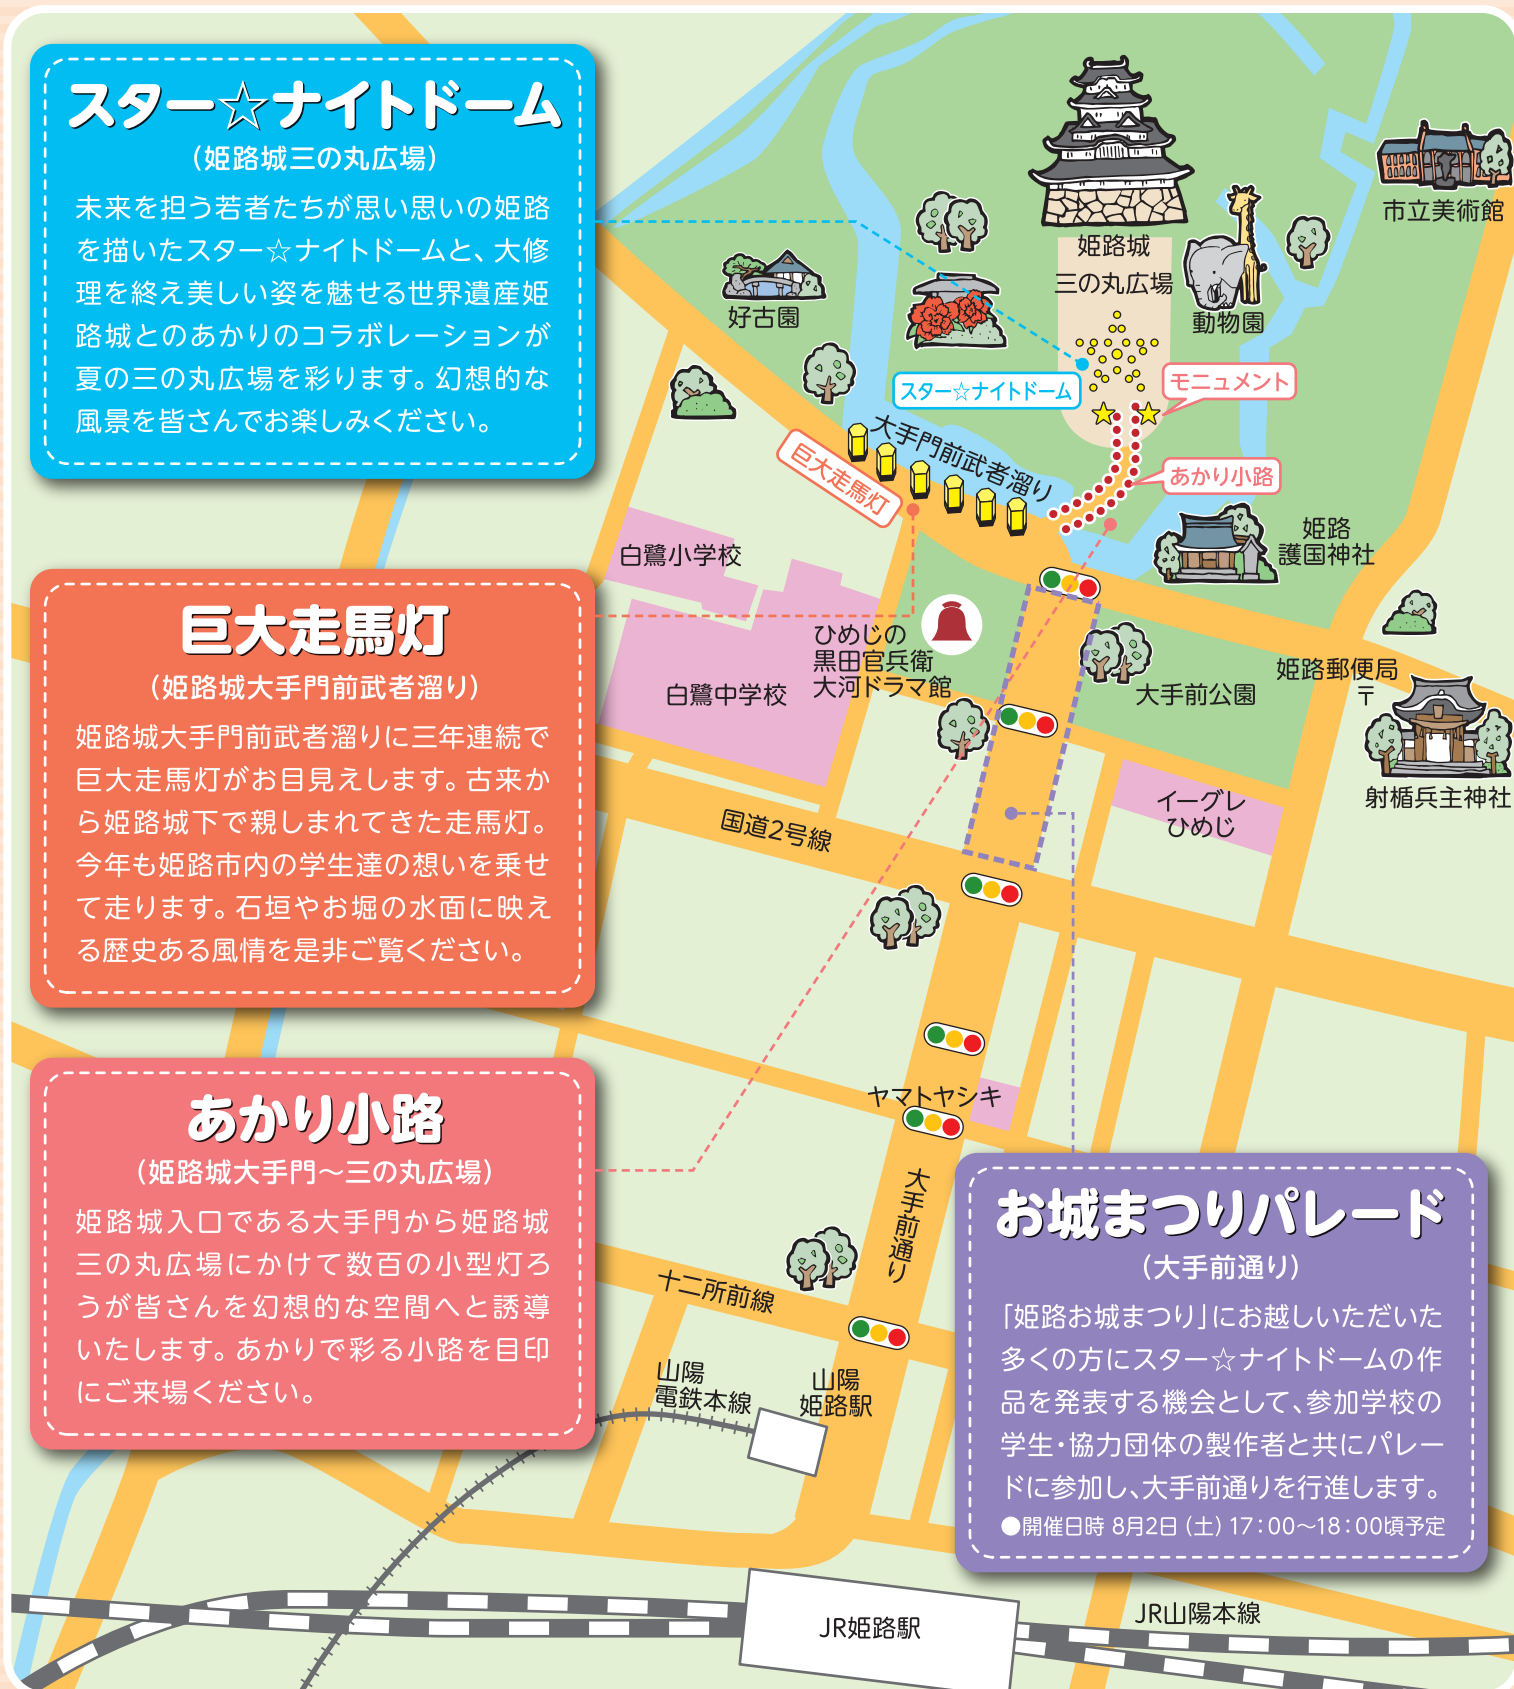 スター☆ナイトドーム
(姫路城三の丸広場)
未来を担う若者たちが思い思いの姫路
を描いたスター☆ナイトドームと、大修
理を終え美しい姿を魅せる世界遺産姫
路城とのあかりのコラボレーションが
夏の三の丸広場を彩ります。幻想的な
風景を皆さんでお楽しみください。
巨大走馬灯
(姫路城大手門前武者溜り)
姫路城大手門前武者溜りに三年連続で
巨大走馬灯がお目見えします。古来か
ら姫路城下で親しまれてきた走馬灯。
今年も姫路市内の学生達の想いを乗せ
て走ります。石垣やお堀の水面に映え
る歴史ある風情を是非ご覧ください。
あかり小路
(姫路城大手門〜三の丸広場)
姫路城入口である大手門から姫路城
三の丸広場にかけて数百の小型灯ろ
うが皆さんを幻想的な空間へと誘導
いたします。あかりで彩る小路を目印
にご来場ください。
お城まつりパレード
(大手前通り)
「姫路お城まつり」にお越しいただいた
多くの方にスター☆ナイトドームの作
品を発表する機会として、参加学校の
学生・協力団体の製作者と共にパレー
ドに参加し、大手前通りを行進します。
●開催日時 8月2日(土)17:00〜18:00頃予定
市立美術館
姫路城
三の丸広場
動物園
好古園
スター☆ナイトドーム
モニュメント
大手門前武者溜り
巨大走馬灯
あかり小路
姫路
護国神社
白鷺小学校
ひめじの
黒田官兵衛
大河ドラマ館
白鷺中学校
大手前公園
姫路郵便局
〒
射楯兵主神社
イーグレ
ひめじ
国道2号線
ヤマトヤシキ
大手前通り
十二所前線
山陽
電鉄本線
山陽
姫路駅
JR姫路駅
JR山陽本線